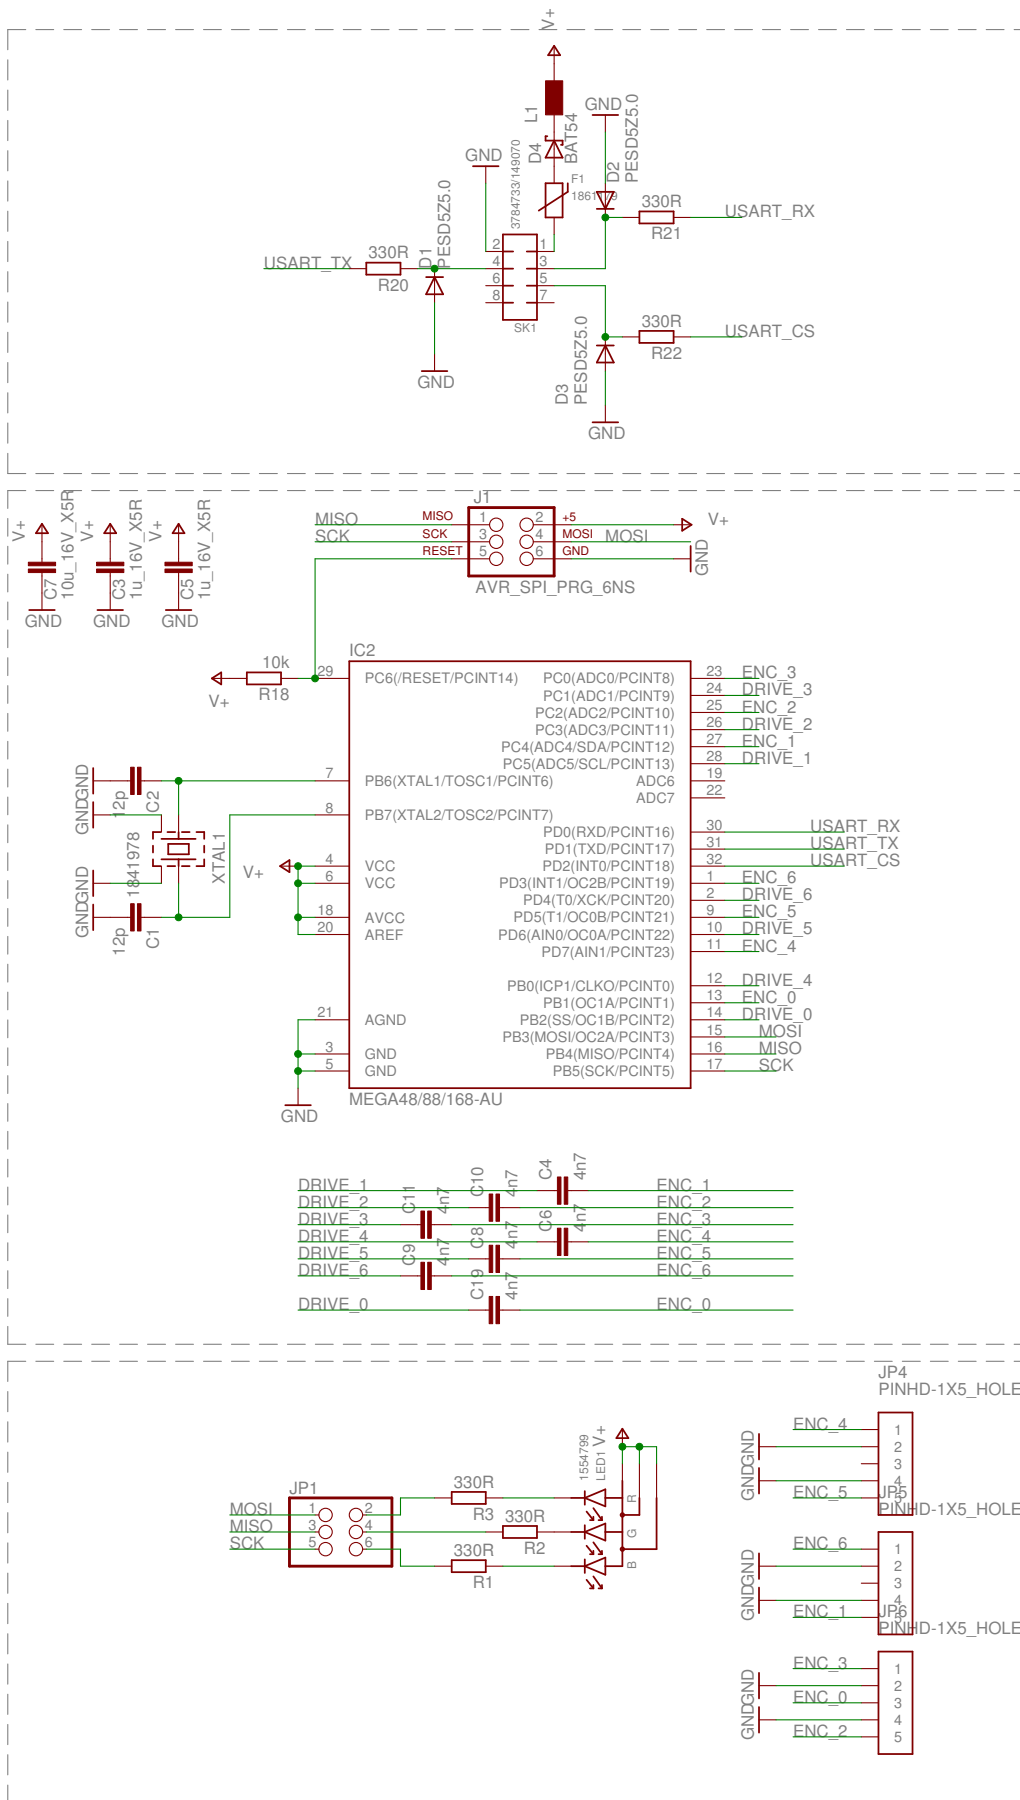 V+
L1
D4
BAT54
GND
D2
PESD5Z5.0
GND
3784733/149070
F1
330R
USART_RX
R21
D1
PESD5Z5.0
330R
USART_TX
R20
2 1
4 3
6 5
8 7
SK1
330R
USART_CS
R22
D3
PESD5Z5.0
GND
GND
J1
V+
C7
10u_16V_X5R
GND
V+
C3
1u_16V_X5R
GND
V+
C5
1u_16V_X5R
GND
MISO MISO 1 2 +5 V+
SCK SCK 3 4 MOSI MOSI
RESET 5 6 GND GND
AVR_SPI_PRG_6NS
IC2
10k
R18
V+
29 PC6(/RESET/PCINT14) PC0(ADC0/PCINT8) 23 ENC_3
PC1(ADC1/PCINT9) 24 DRIVE_3
PC2(ADC2/PCINT10) 25 ENC_2
PC3(ADC3/PCINT11) 26 DRIVE_2
PC4(ADC4/SDA/PCINT12) 27 ENC_1
PC5(ADC5/SCL/PCINT13) 28 DRIVE_1
GND
12p
C2
7 PB6(XTAL1/TOSC1/PCINT6) ADC6 19
ADC7 22
GND
8 PB7(XTAL2/TOSC2/PCINT7)
1841978
XTAL1
PD0(RXD/PCINT16) 30 USART_RX
PD1(TXD/PCINT17) 31 USART_TX
V+ 4 VCC PD2(INT0/PCINT18) 32 USART_CS
GND
6 VCC PD3(INT1/OC2B/PCINT19) 1 ENC_6
PD4(T0/XCK/PCINT20) 2 DRIVE_6
GND
12p
C1
18 AVCC PD5(T1/OC0B/PCINT21) 9 ENC_5
20 AREF PD6(AIN0/OC0A/PCINT22) 10 DRIVE_5
PD7(AIN1/PCINT23) 11 ENC_4
PB0(ICP1/CLKO/PCINT0) 12 DRIVE_4
PB1(OC1A/PCINT1) 13 ENC_0
21 AGND PB2(SS/OC1B/PCINT2) 14 DRIVE_0
PB3(MOSI/OC2A/PCINT3) 15 MOSI
3 GND PB4(MISO/PCINT4) 16 MISO
5 GND PB5(SCK/PCINT5) 17 SCK
GND
MEGA48/88/168-AU
DRIVE_1 C4 4n7 ENC_1
DRIVE_2 C10 4n7 ENC_2
DRIVE_3 C11 4n7 ENC_3
DRIVE_4 C6 4n7 ENC_4
DRIVE_5 C8 4n7 ENC_5
DRIVE_6 C9 4n7 ENC_6
DRIVE_0 C19 4n7 ENC_0
JP4
PINHD-1X5_HOLE
ENC_4 1
GND 2
3
GND 4
ENC_5 5
1554799
LED1
V+
JP1
MOSI 1 2
MISO 3 4
SCK 5 6
330R
R3
R
330R
R2
G
330R
R1
B
JP5
PINHD-1X5_HOLE
ENC_6 1
GND 2
3
GND 4
ENC_1 5
JP6
PINHD-1X5_HOLE
ENC_3 1
GND 2
ENC_0 3
GND 4
ENC_2 5